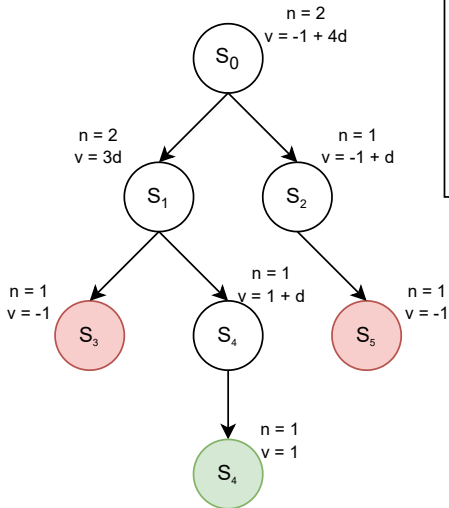 n = 2
v = -1 + 4d
S0
n = 2
v = 3d
n = 1
v = -1 + d
S1
S2
n = 1
v = -1
n = 1
v = 1 + d
n = 1
v = -1
S3
S4
S5
n = 1
v = 1
S4